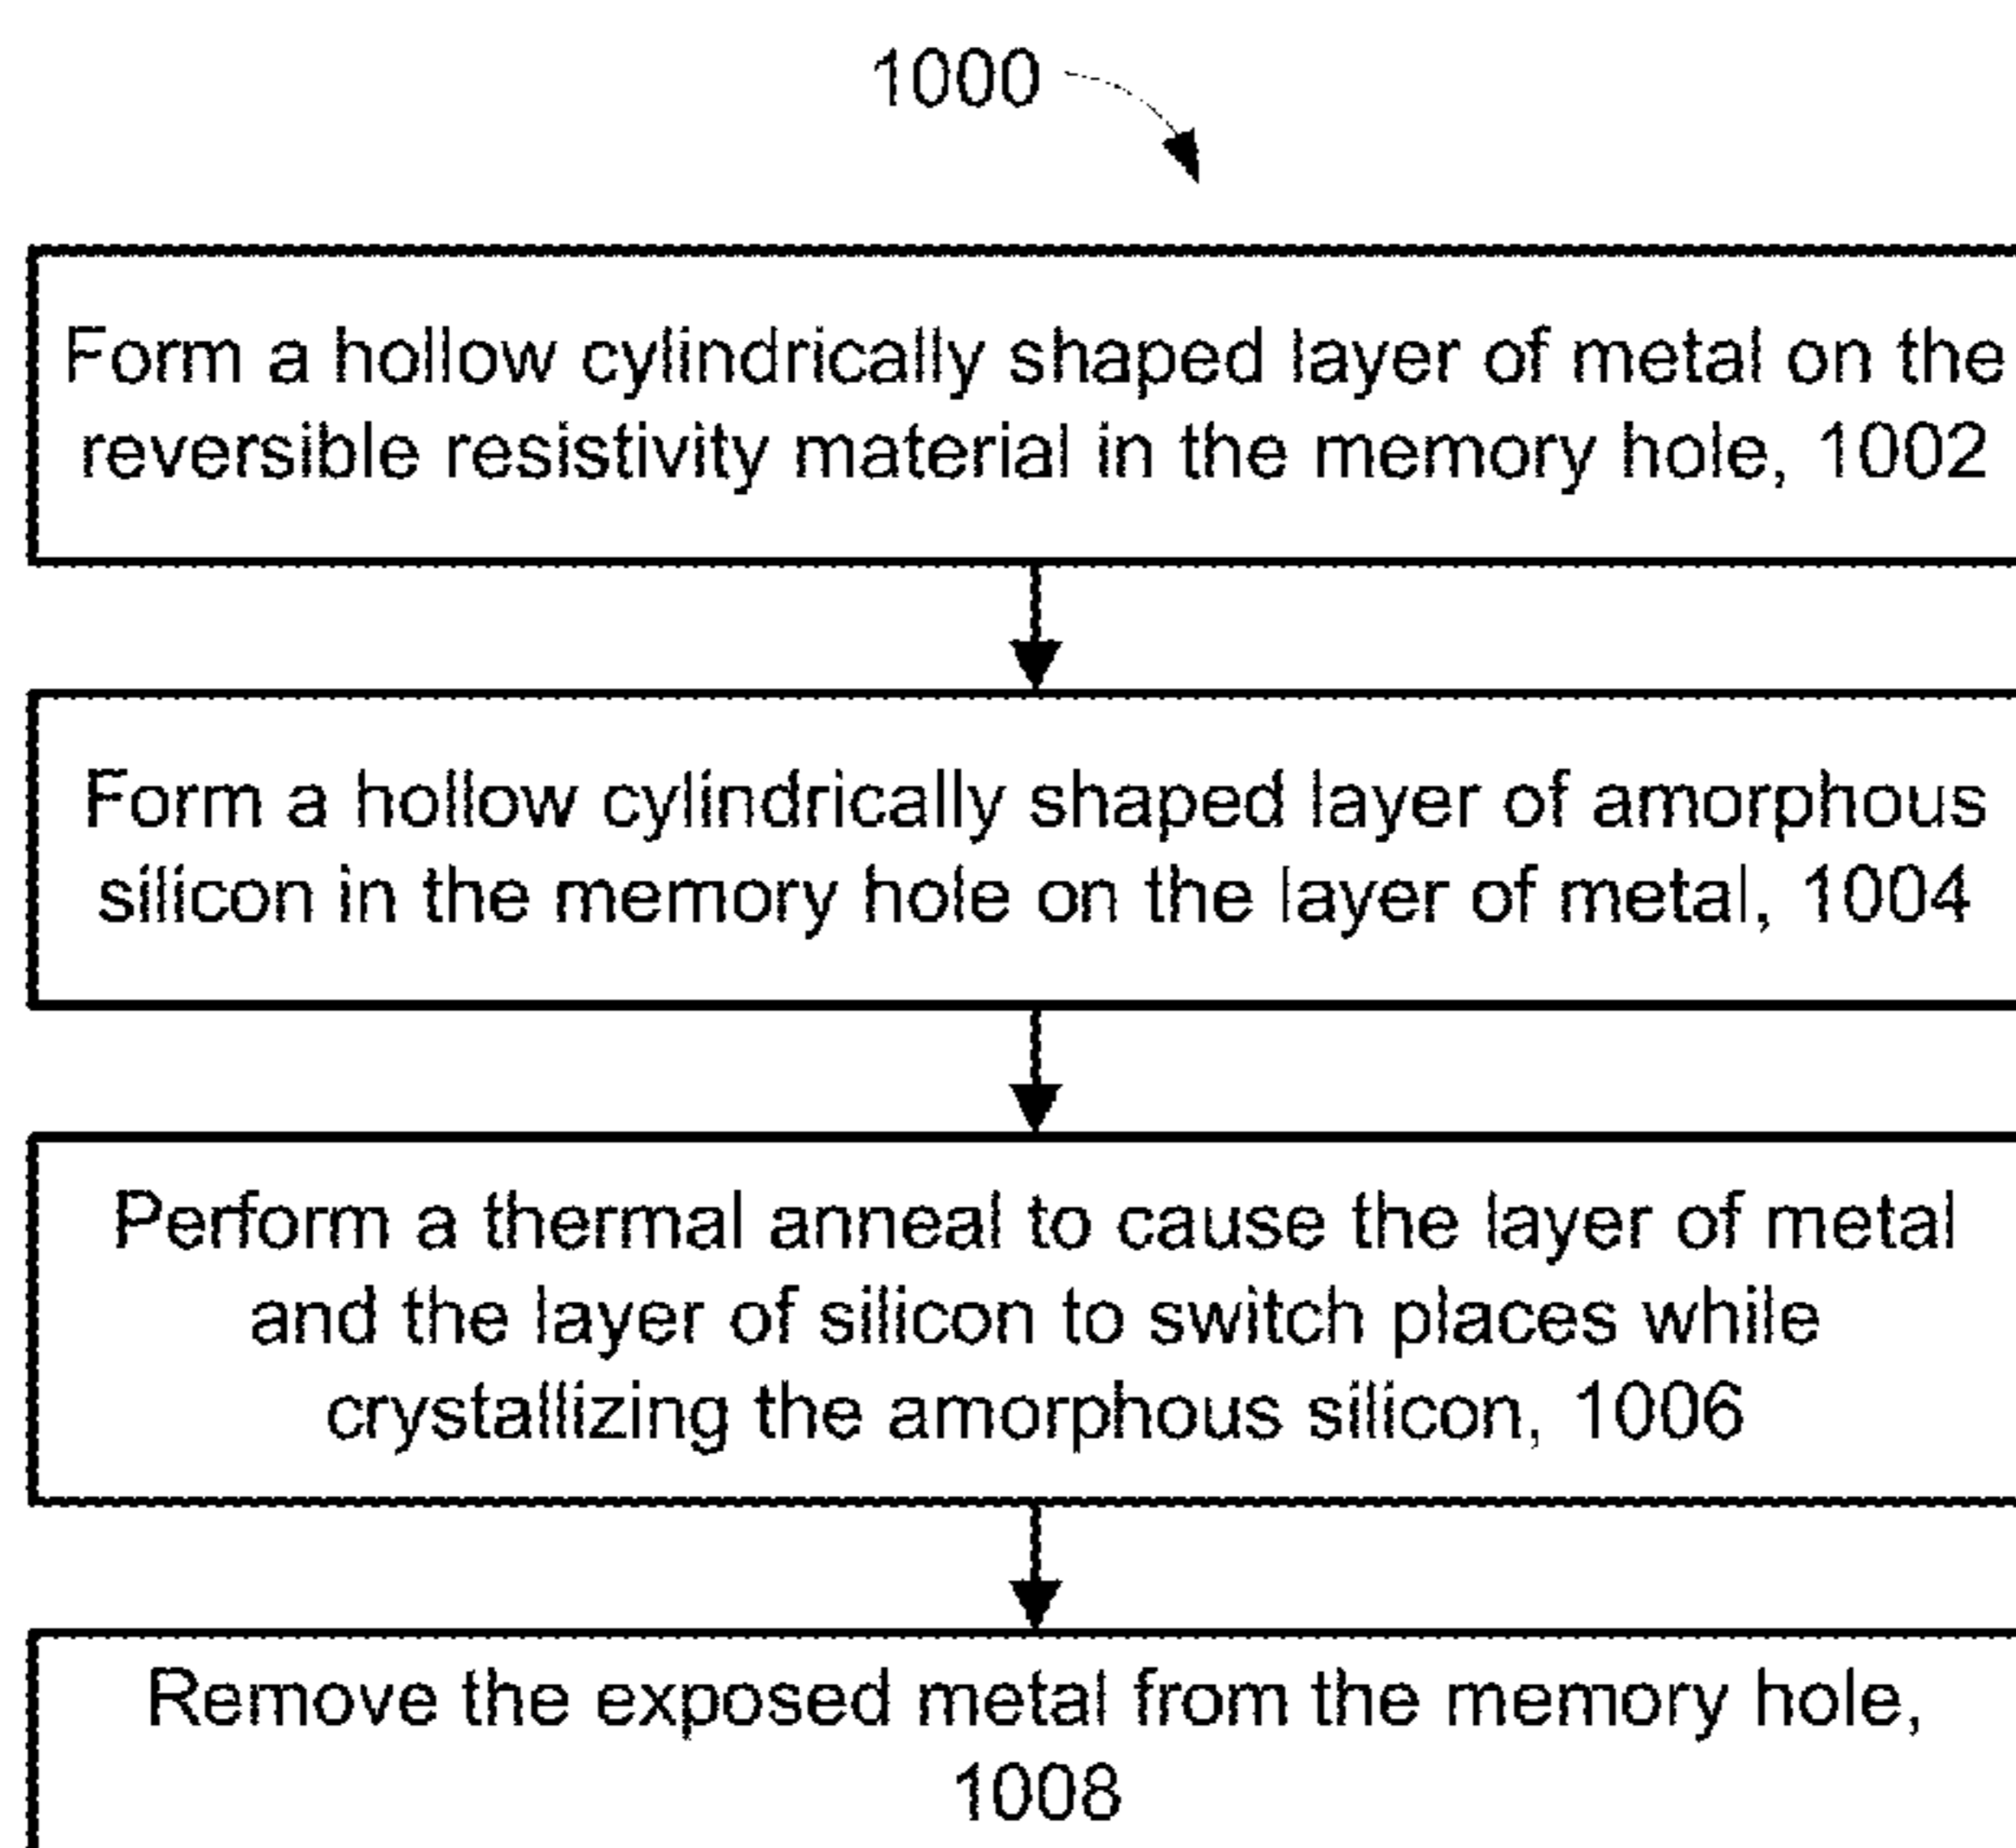 1000
Form a hollow cylindrically shaped layer of metal on the
reversible resistivity material in the memory hole, 1002
Form a hollow cylindrically shaped layer of amorphous
silicon in the memory hole on the layer of metal, 1004
Perform a thermal anneal to cause the layer of metal
and the layer of silicon to switch places while
crystallizing the amorphous silicon, 1006
Remove the exposed metal from the memory hole,
1008